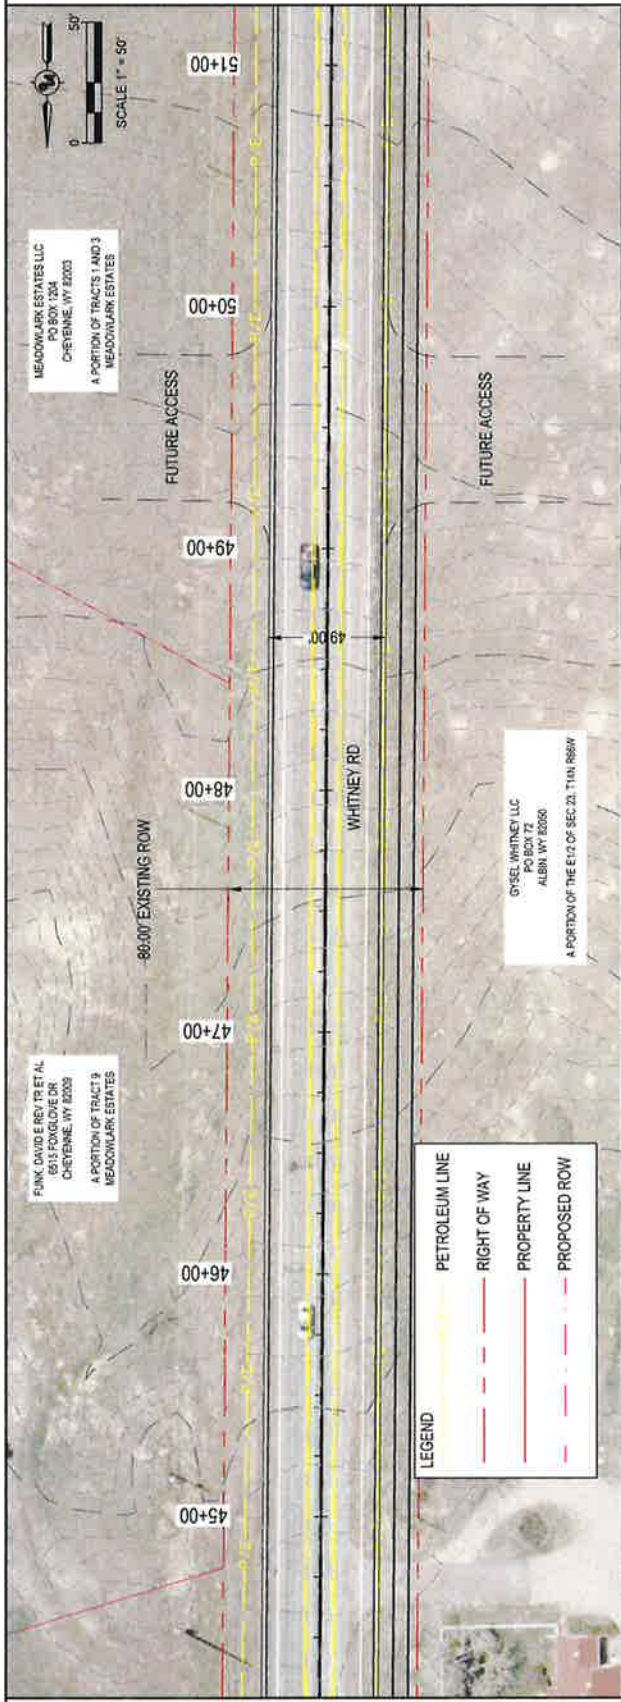 FUNK, DAVID E REV TR ET AL
6515 FOXGLOVE DR
CHEYENNE, WY 82009
A PORTION OF TRACT 9
MEADOWLARK ESTATES
MEADOWLARK ESTATES LLC
PO BOX 1204
CHEYENNE, WY 82003
A PORTION OF TRACTS 1 AND 3
MEADOWLARK ESTATES
0
50'
SCALE 1" = 50'
80.00' EXISTING ROW
FUTURE ACCESS
45+00
46+00
47+00
48+00
49+00
50+00
51+00
49.00'
WHITNEY RD
FUTURE ACCESS
GYSEL WHITNEY LLC
PO BOX 72
ALBIN, WY 82050
A PORTION OF THE E1/2 OF SEC 23, T14N R66W
LEGEND
PETROLEUM LINE
RIGHT OF WAY
PROPERTY LINE
PROPOSED ROW